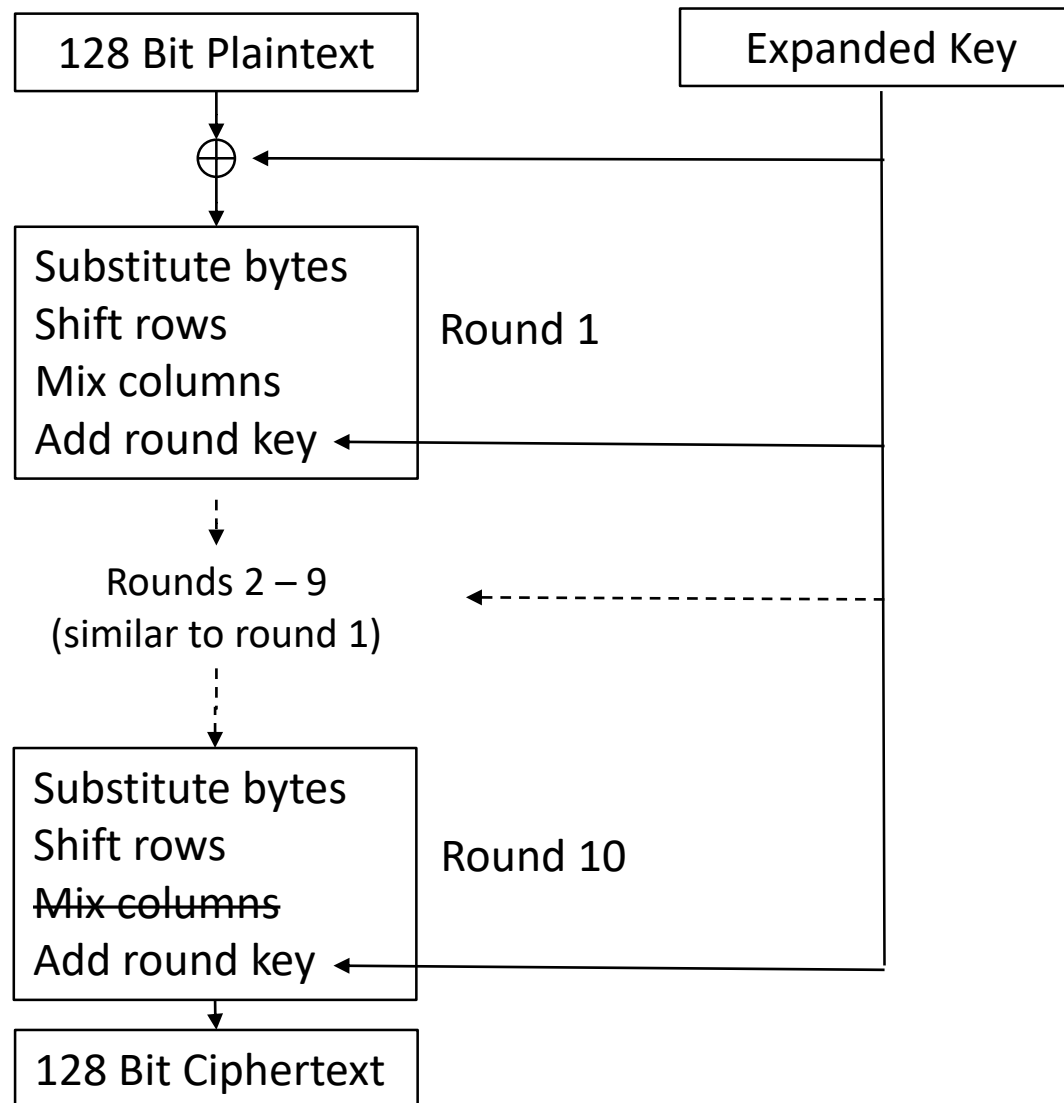 128 Bit Plaintext
Expanded Key
Substitute bytes
Shift rows
Mix columns
Add round key
Round 1
Rounds 2 – 9
(similar to round 1)
Substitute bytes
Shift rows
Mix columns
Add round key
Round 10
128 Bit Ciphertext